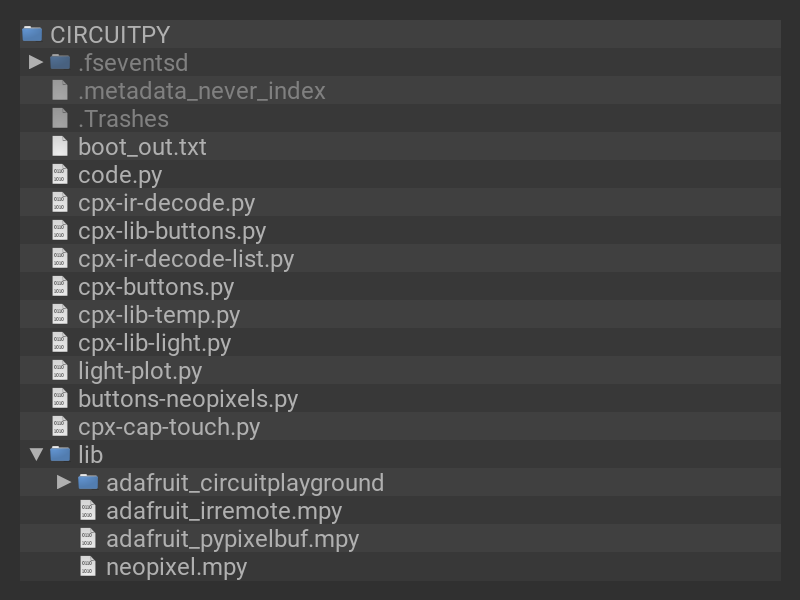 CIRCUITPY
.fseventsd
.metadata_never_index
.Trashes
boot_out.txt
code.py
cpx-ir-decode.py
cpx-lib-buttons.py
cpx-ir-decode-list.py
cpx-buttons.py
cpx-lib-temp.py
cpx-lib-light.py
light-plot.py
buttons-neopixels.py
cpx-cap-touch.py
lib
adafruit_circuitplayground
adafruit_irremote.mpy
adafruit_pypixelbuf.mpy
neopixel.mpy